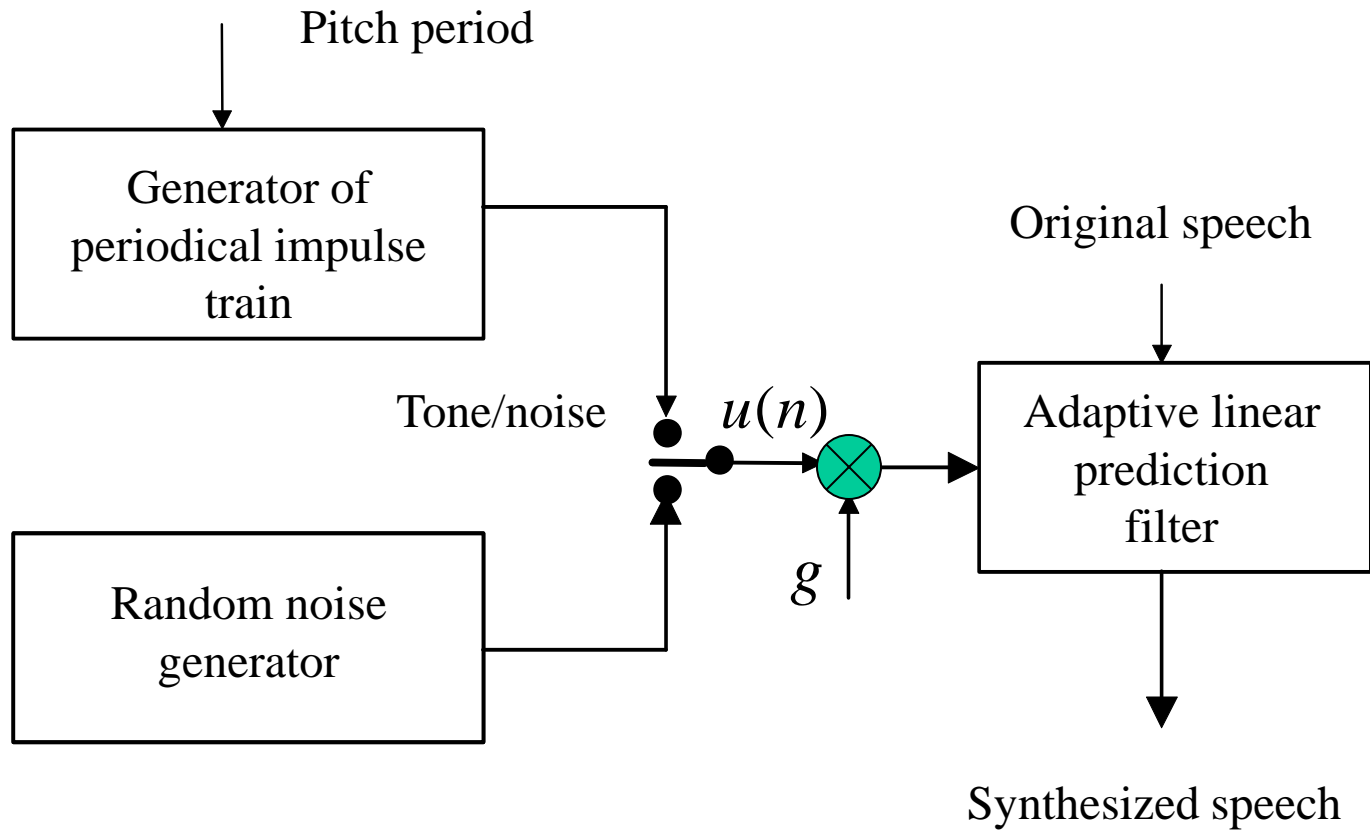 Pitch period
Generator of
periodical impulse
train
Original speech
Tone/noise
u(n)
Adaptive linear
prediction
filter
g
Random noise
generator
Synthesized speech